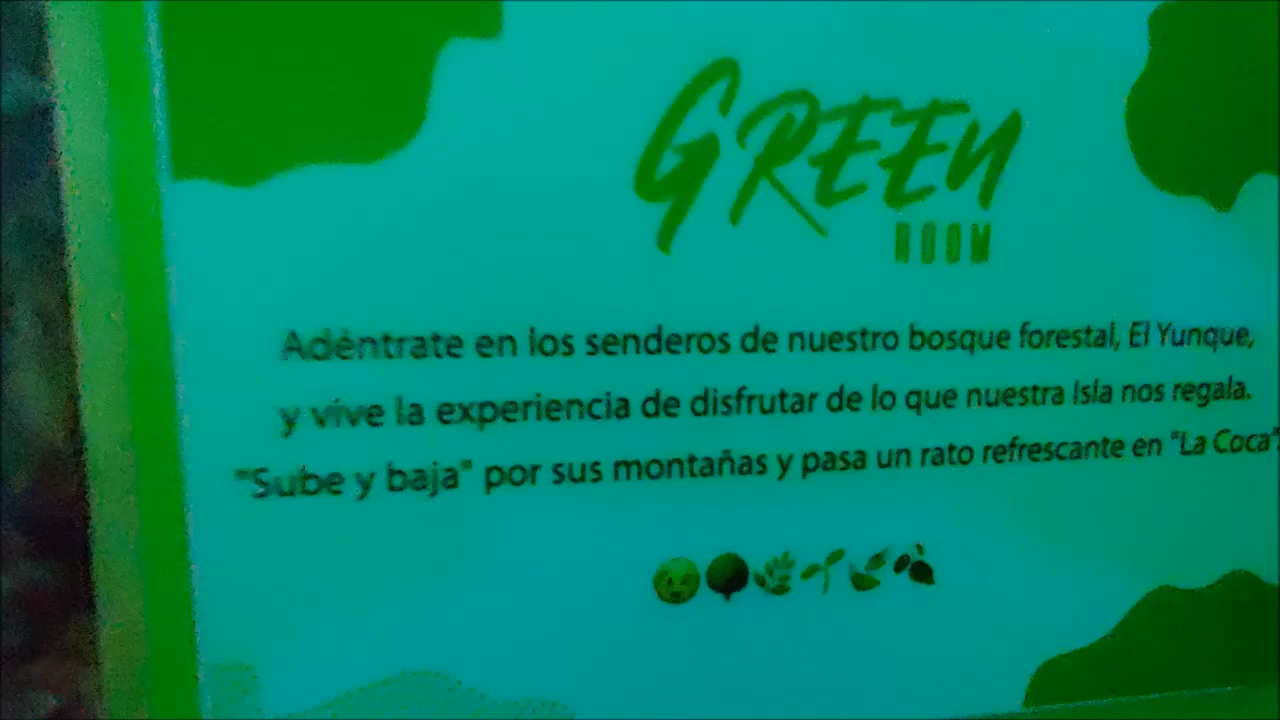 GREEN
ROOM
Adéntrate en los senderos de nuestro bosque forestal, El Yunque,
y vive la experiencia de disfrutar de lo que nuestra Isla nos regala.
"Sube y baja" por sus montañas y pasa un rato refrescante en "La Coca".